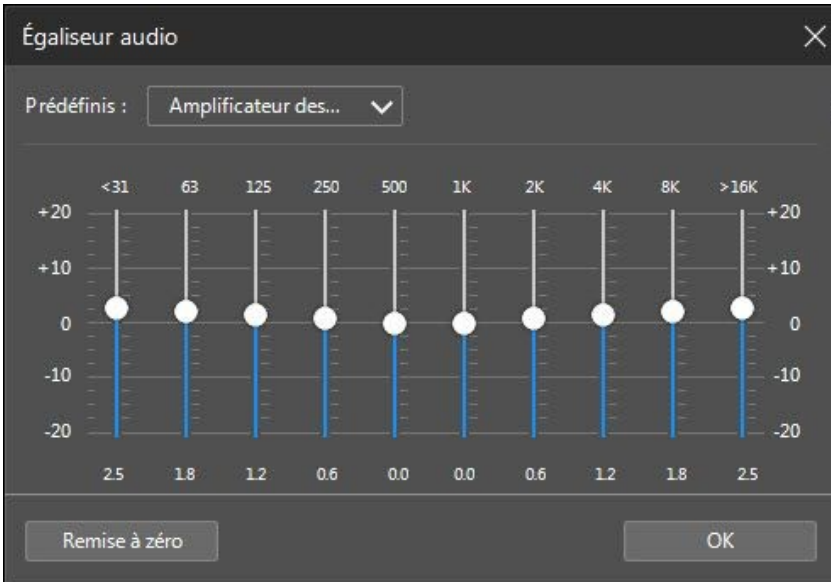 Égaliseur audio
Prédéfinis : Amplificateur des...
<31 63 125 250 500 1K 2K 4K 8K >16K
+20 +20
+10 +10
0 0
-10 -10
-20 -20
2.5 1.8 1.2 0.6 0.0 0.0 0.6 1.2 1.8 2.5
Remise à zéro OK